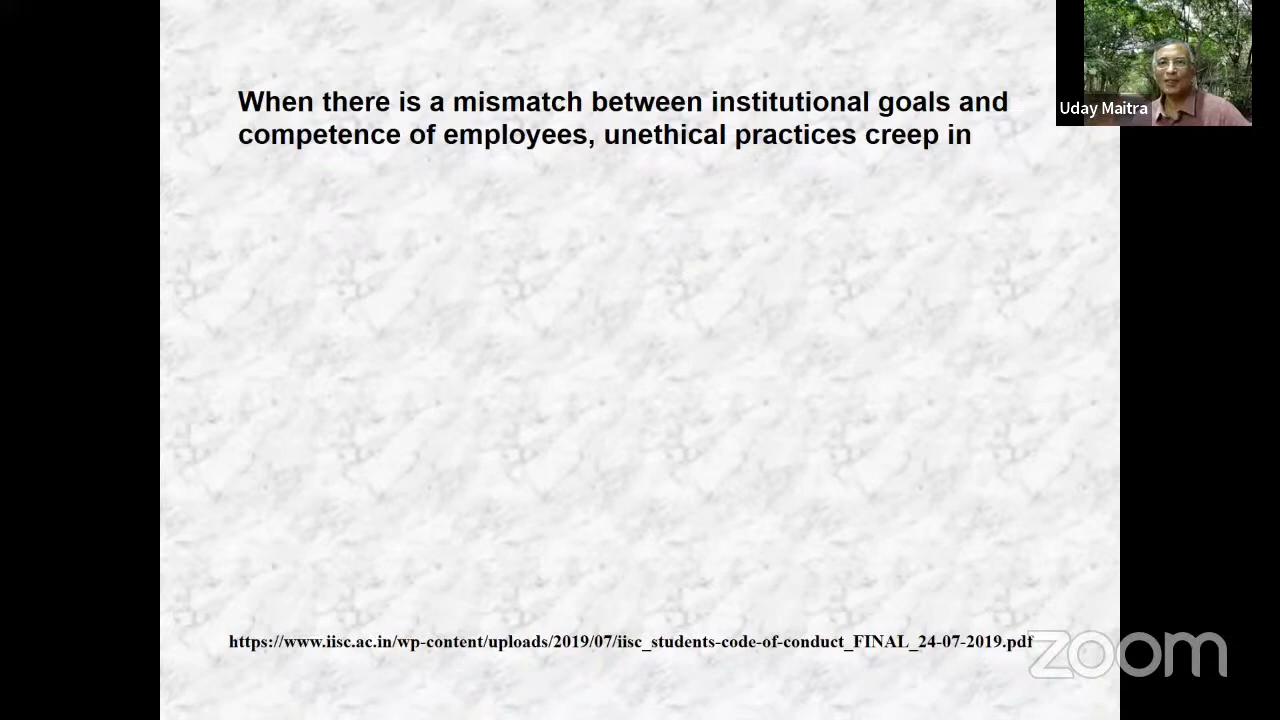 When there is a mismatch between institutional goals and
competence of employees, unethical practices creep in
Uday Maitra
https://www.iisc.ac.in/wp-content/uploads/2019/07/iisc_students-code-of-conduct_FINAL_24-07-2019.pdf
zoom